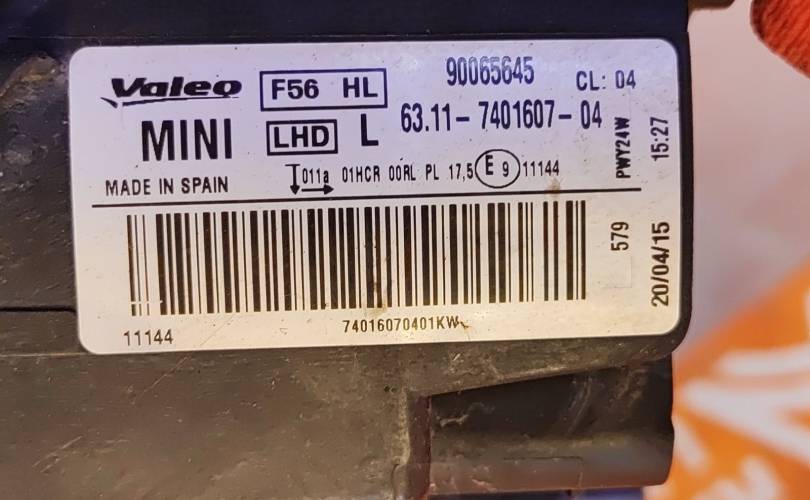 Valeo F56 HL 90065645 CL: 04
MINI LHD L 63.11-7401607-04
MADE IN SPAIN 011a 01HCR 00RL PL 17,5 E 9 11144
PWY24W 15:27
579 20/04/15
11144 74016070401KW